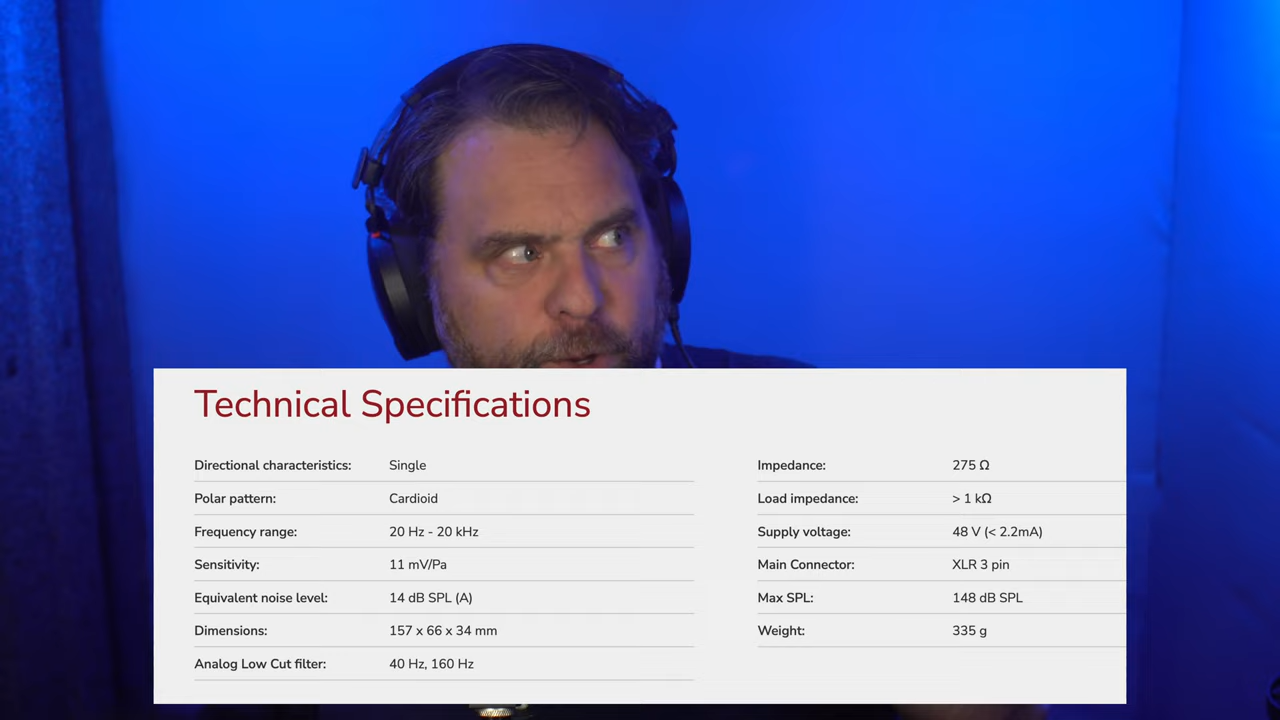 Technical Specifications
Directional characteristics: Single
Polar pattern: Cardioid
Frequency range: 20 Hz - 20 kHz
Sensitivity: 11 mV/Pa
Equivalent noise level: 14 dB SPL (A)
Dimensions: 157 x 66 x 34 mm
Analog Low Cut filter: 40 Hz, 160 Hz
Impedance: 275 Ω
Load impedance: > 1 kΩ
Supply voltage: 48 V (< 2.2mA)
Main Connector: XLR 3 pin
Max SPL: 148 dB SPL
Weight: 335 g